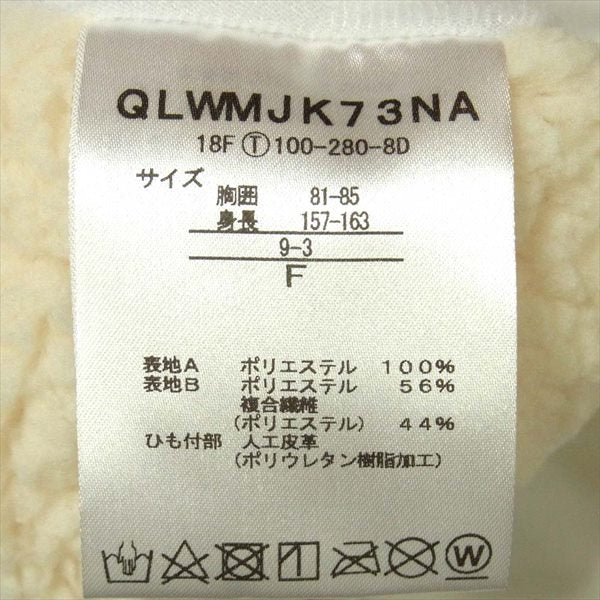 QLWMJK73NA
18F Ⓣ 100-280-8D
サイズ
胸囲 81-85
身長 157-163
9-3
F
表地A ポリエステル 100%
表地B ポリエステル 56%
複合繊維
(ポリエステル) 44%
ひも付部 人工皮革
(ポリウレタン樹脂加工)
W